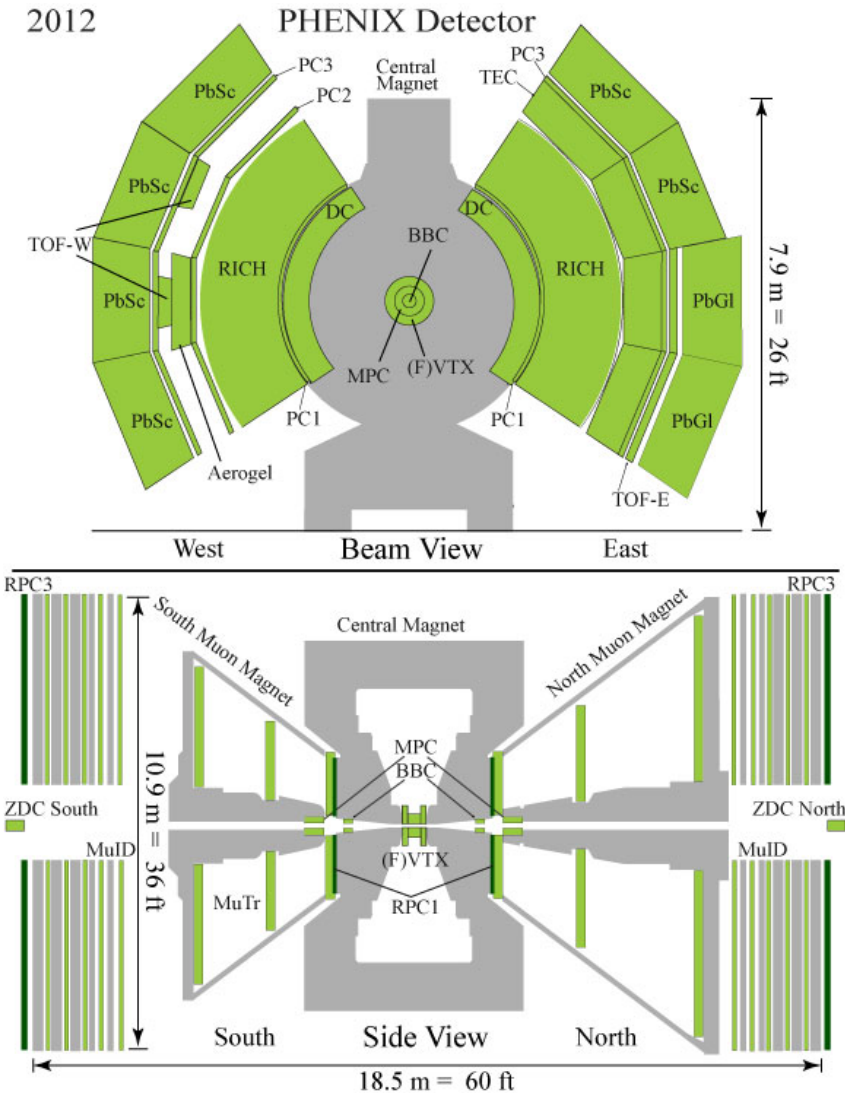 2012
PHENIX Detector
Central
Magnet
PC3
PC2
PbSc
PbSc
TOF-W
PbSc
PbSc
RICH
DC
Aerogel
PC1
BBC
MPC
(F)VTX
PC3
TEC
PbSc
PbSc
DC
RICH
PbGl
PbGl
PC1
TOF-E
7.9 m = 26 ft
West
Beam View
East
RPC3
South Muon Magnet
Central Magnet
North Muon Magnet
RPC3
10.9 m = 36 ft
MPC
BBC
ZDC South
ZDC North
MuID
(F)VTX
MuID
MuTr
RPC1
South
Side View
North
18.5 m = 60 ft